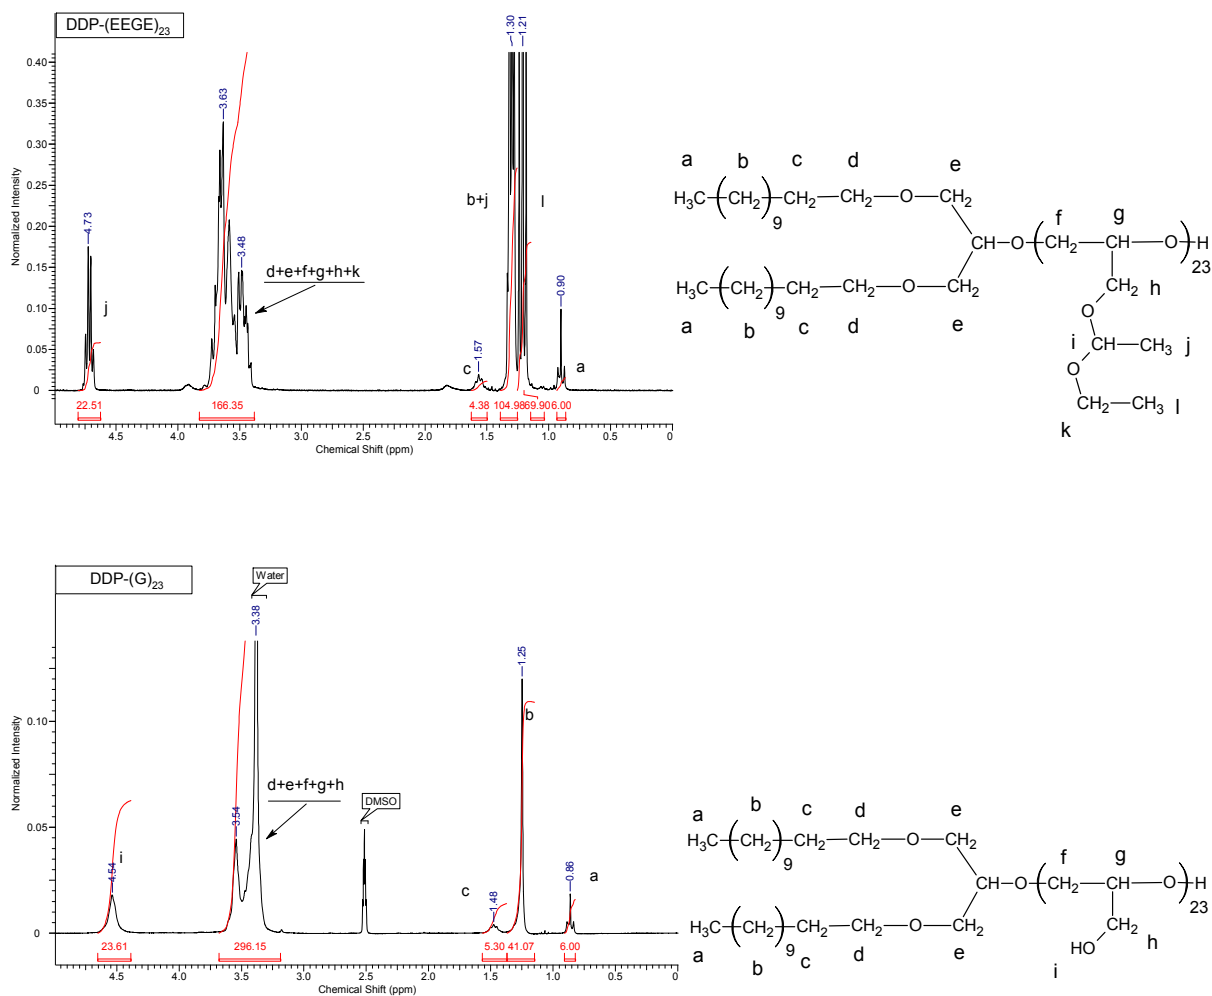 DDP-(EEGE)23
1.30 1.21
0.40
0.35
0.30
0.25
0.20
0.15
0.10
0.05
0
Normalized Intensity
4.73
3.63
3.48
1.57
0.90
j
d+e+f+g+h+k
c
b+j
l
a
22.51 166.35 4.38 104.98 69.90 6.00
4.5 4.0 3.5 3.0 2.5 2.0 1.5 1.0 0.5 0
Chemical Shift (ppm)
a b c d e
H3C (CH2)9 CH2 CH2 O CH2
f g
CH O (CH2 CH O)23 H
H3C (CH2)9 CH2 CH2 O CH2
a b c d e
CH2 h
O
i CH CH3 j
O
CH2 CH3 l
k
DDP-(G)23
Water
3.38
0.10
0.05
0
Normalized Intensity
4.54
3.54
1.48
1.25
0.86
i
d+e+f+g+h
DMSO
c
b
a
23.61 296.15 5.30 41.07 6.00
4.5 4.0 3.5 3.0 2.5 2.0 1.5 1.0 0.5 0
Chemical Shift (ppm)
a b c d e
H3C (CH2)9 CH2 CH2 O CH2
f g
CH O (CH2 CH O)23 H
H3C (CH2)9 CH2 CH2 O CH2
a b c d e
CH2 h
HO
i